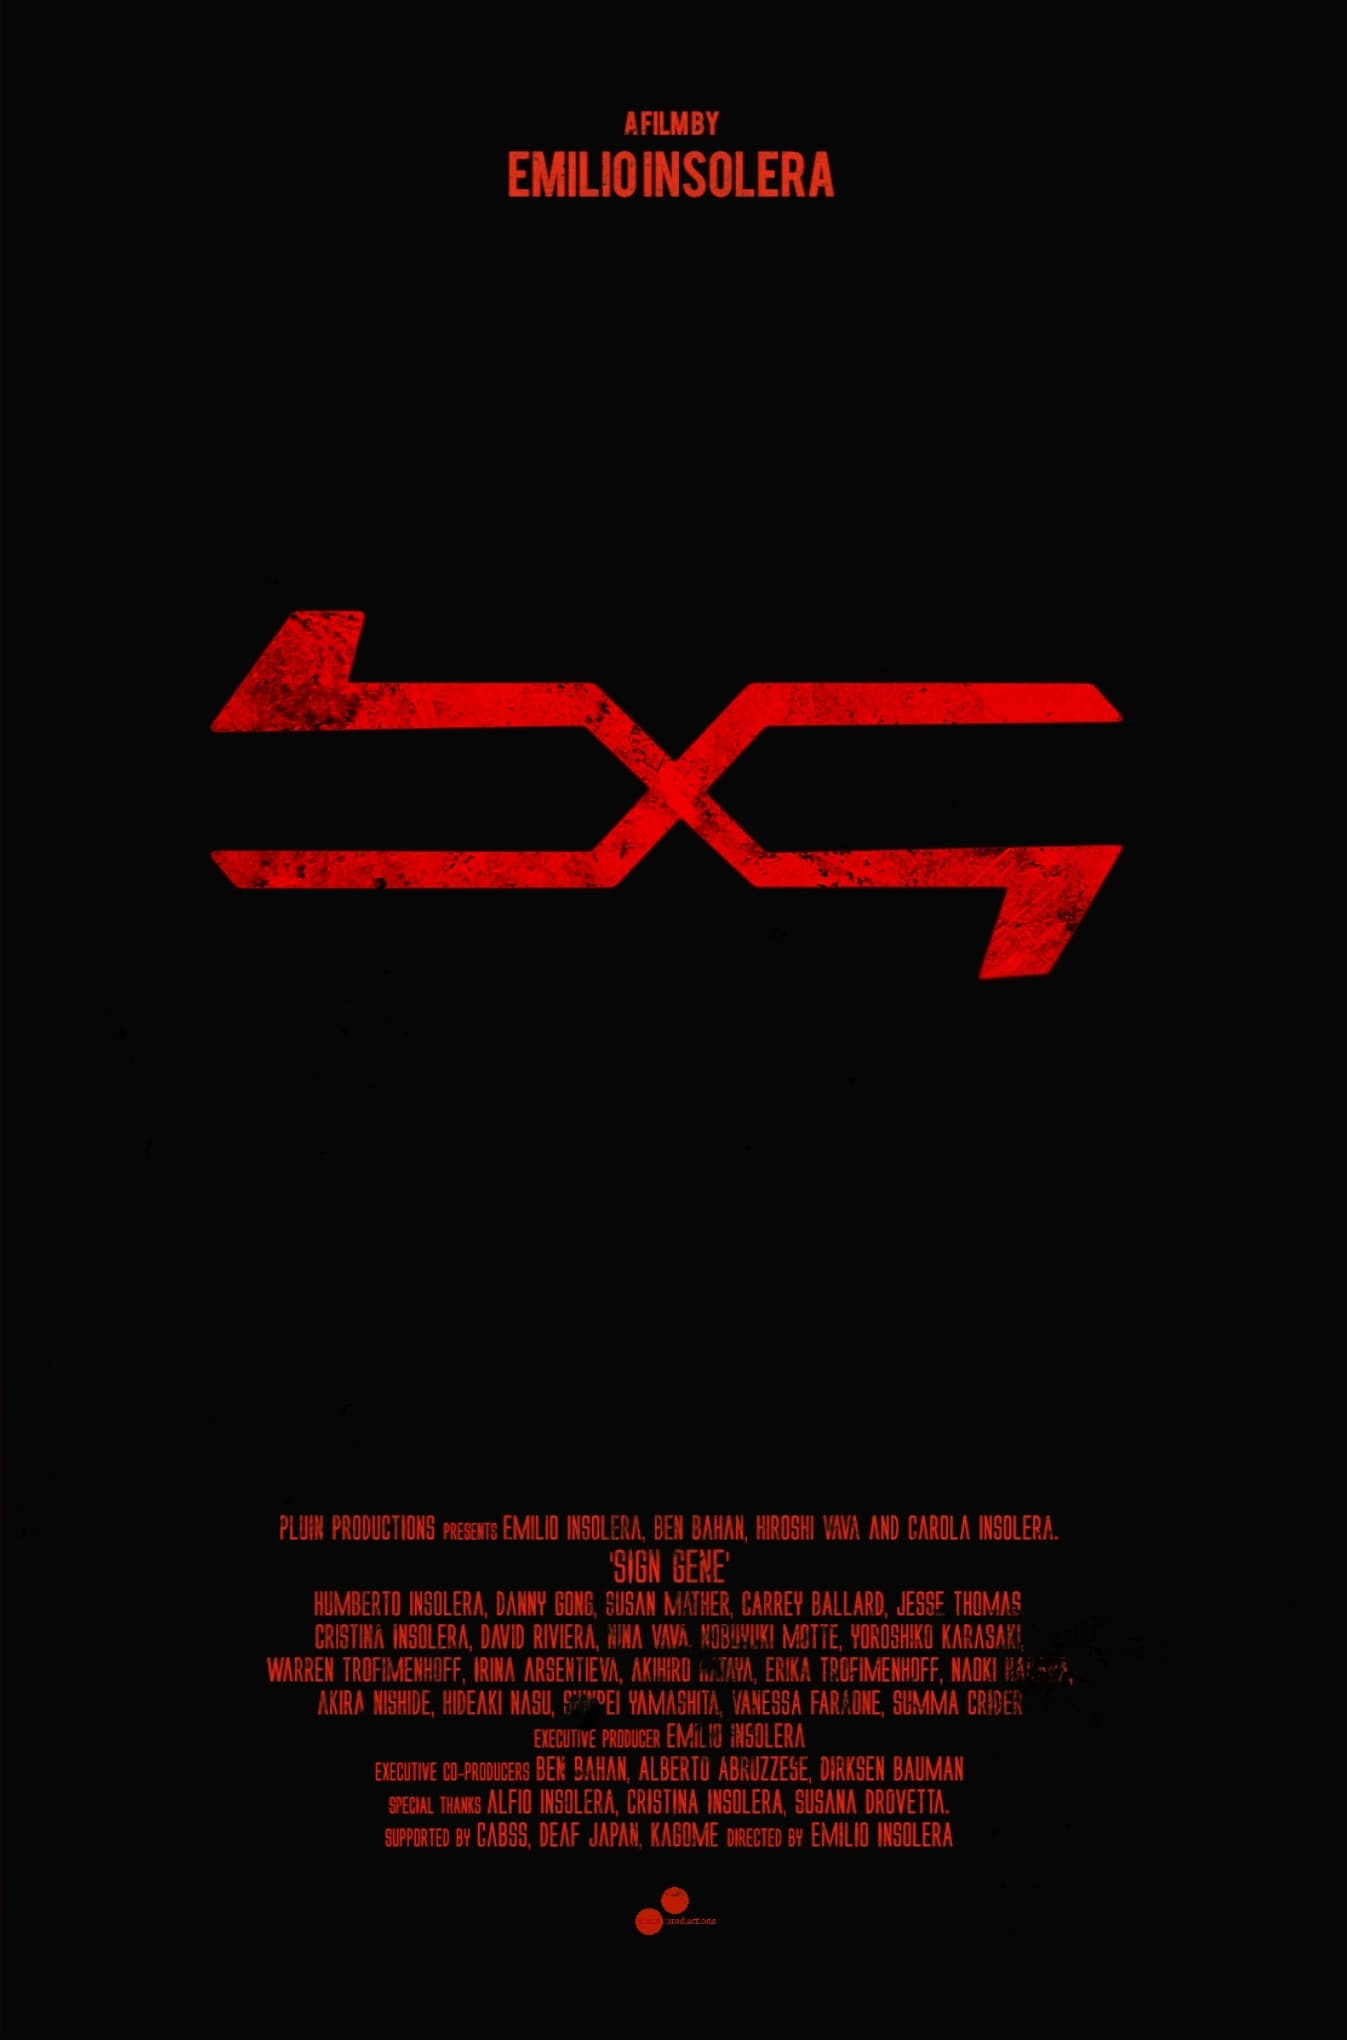 A FILM BY
EMILIO INSOLERA
PLUIN PRODUCTIONS PRESENTS EMILIO INSOLERA, BEN BAHAN, HIROSHI VAVA AND CAROLA INSOLERA.
'SIGN GENE'
HUMBERTO INSOLERA, DANNY GONG, SUSAN MATHER, CARREY BALLARD, JESSE THOMAS
CRISTINA INSOLERA, DAVID RIVIERA, NINA VAVA, NOBUYUKI MOTTE, YOROSHIKO KARASAKI,
WARREN TROFIMENHOFF, IRINA ARSENTIEVA, AKIHIRO ERIKA TROFIMENHOFF, NAOKI
AKIRA NISHIDE, HIDEAKI NASU, SHINPEI YAMASHITA, VANESSA FARAONE, SUMMA CRIDER
EXECUTIVE PRODUCER EMILIO INSOLERA
EXECUTIVE CO-PRODUCERS BEN BAHAN, ALBERTO ABRUZZESE, DIRKSEN BAUMAN
SPECIAL THANKS ALFIO INSOLERA, CRISTINA INSOLERA, SUSANA DROVETTA.
SUPPORTED BY CABSS, DEAF JAPAN, KAGOME DIRECTED BY EMILIO INSOLERA
productions